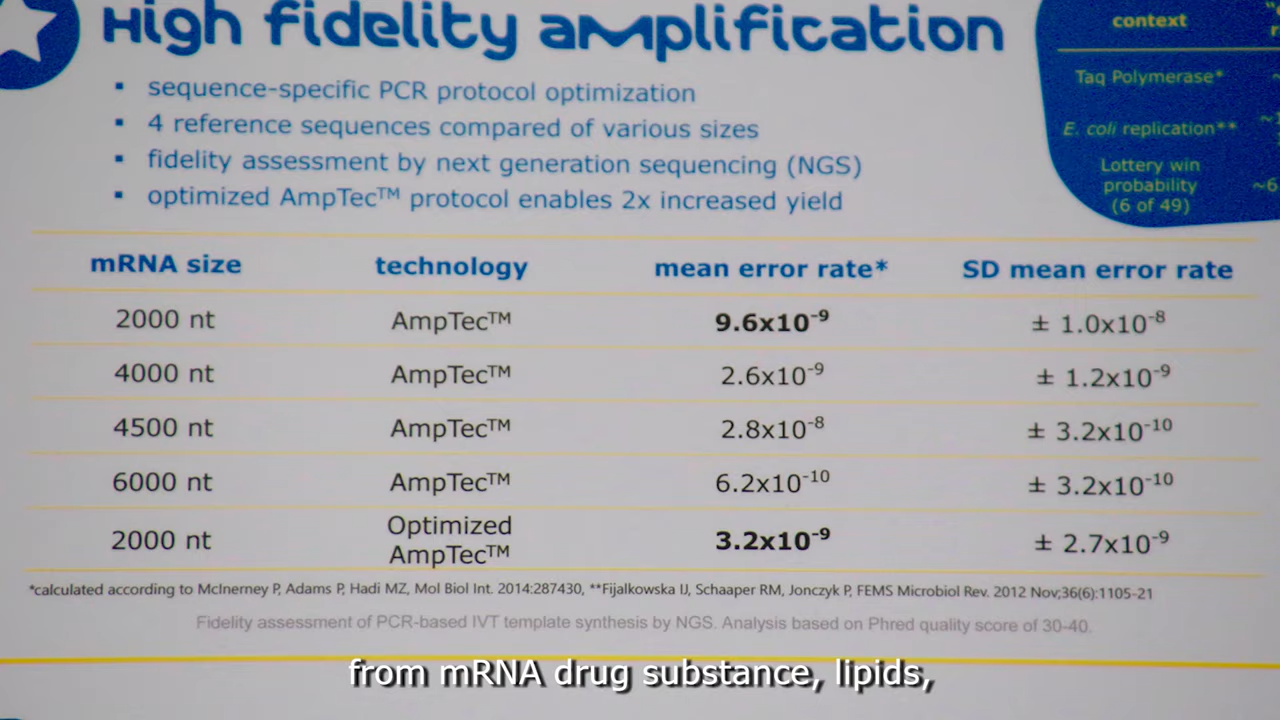 High fidelity amplification
▪ sequence-specific PCR protocol optimization
▪ 4 reference sequences compared of various sizes
▪ fidelity assessment by next generation sequencing (NGS)
▪ optimized AmpTec™ protocol enables 2x increased yield
context
Taq Polymerase*
E. coli replication**
Lottery win
probability
(6 of 49)
~6
mRNA size technology mean error rate* SD mean error rate
2000 nt AmpTec™ 9.6x10⁻⁹ ± 1.0x10⁻⁸
4000 nt AmpTec™ 2.6x10⁻⁹ ± 1.2x10⁻⁹
4500 nt AmpTec™ 2.8x10⁻⁸ ± 3.2x10⁻¹⁰
6000 nt AmpTec™ 6.2x10⁻¹⁰ ± 3.2x10⁻¹⁰
2000 nt Optimized AmpTec™ 3.2x10⁻⁹ ± 2.7x10⁻⁹
*calculated according to McInerney P, Adams P, Hadi MZ, Mol Biol Int. 2014:287430, **Fijalkowska IJ, Schaaper RM, Jonczyk P, FEMS Microbiol Rev. 2012 Nov;36(6):1105-21
Fidelity assessment of PCR-based IVT template synthesis by NGS. Analysis based on Phred quality score of 30-40.
from mRNA drug substance, lipids,